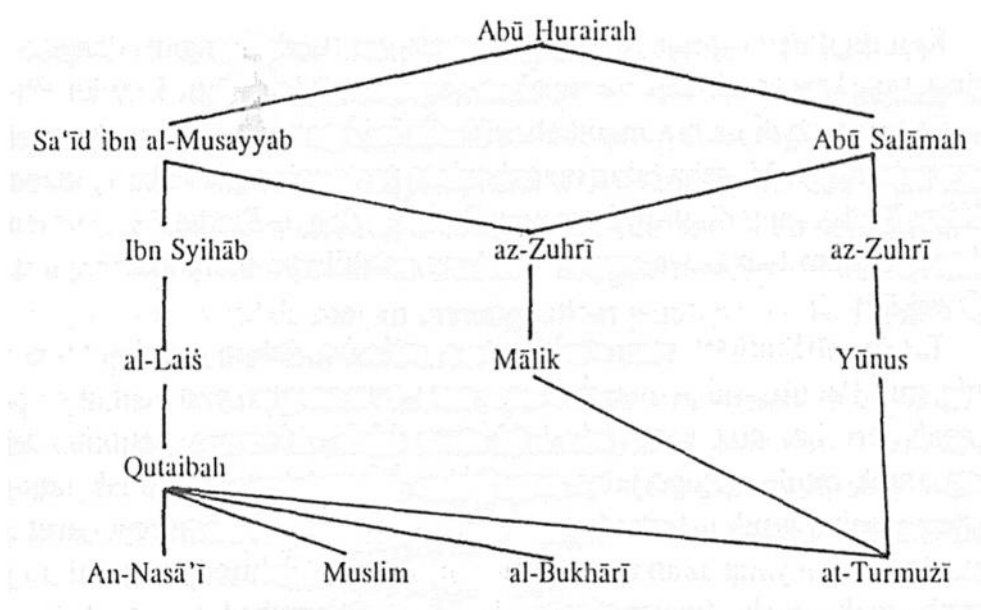 Abū Hurairah
Sa‘īd ibn al-Musayyab Abū Salāmah
Ibn Syihāb az-Zuhrī az-Zuhrī
al-Laiś Mālik Yūnus
Qutaibah
An-Nasā’ī Muslim al-Bukhārī at-Turmużī